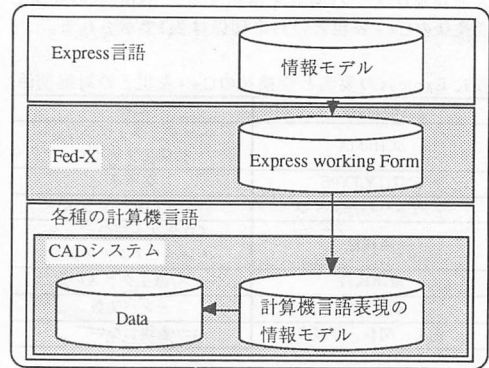 Express言語
情報モデル
Fed-X
Express working Form
各種の計算機言語
CADシステム
Data
計算機言語表現の
情報モデル